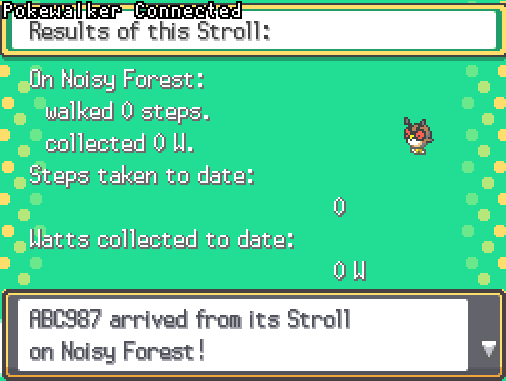 Pokewalker Connected
Results of this Stroll:
On Noisy Forest:
walked 0 steps.
collected 0 W.
Steps taken to date:
0
Watts collected to date:
0 W
ABC987 arrived from its Stroll
on Noisy Forest!